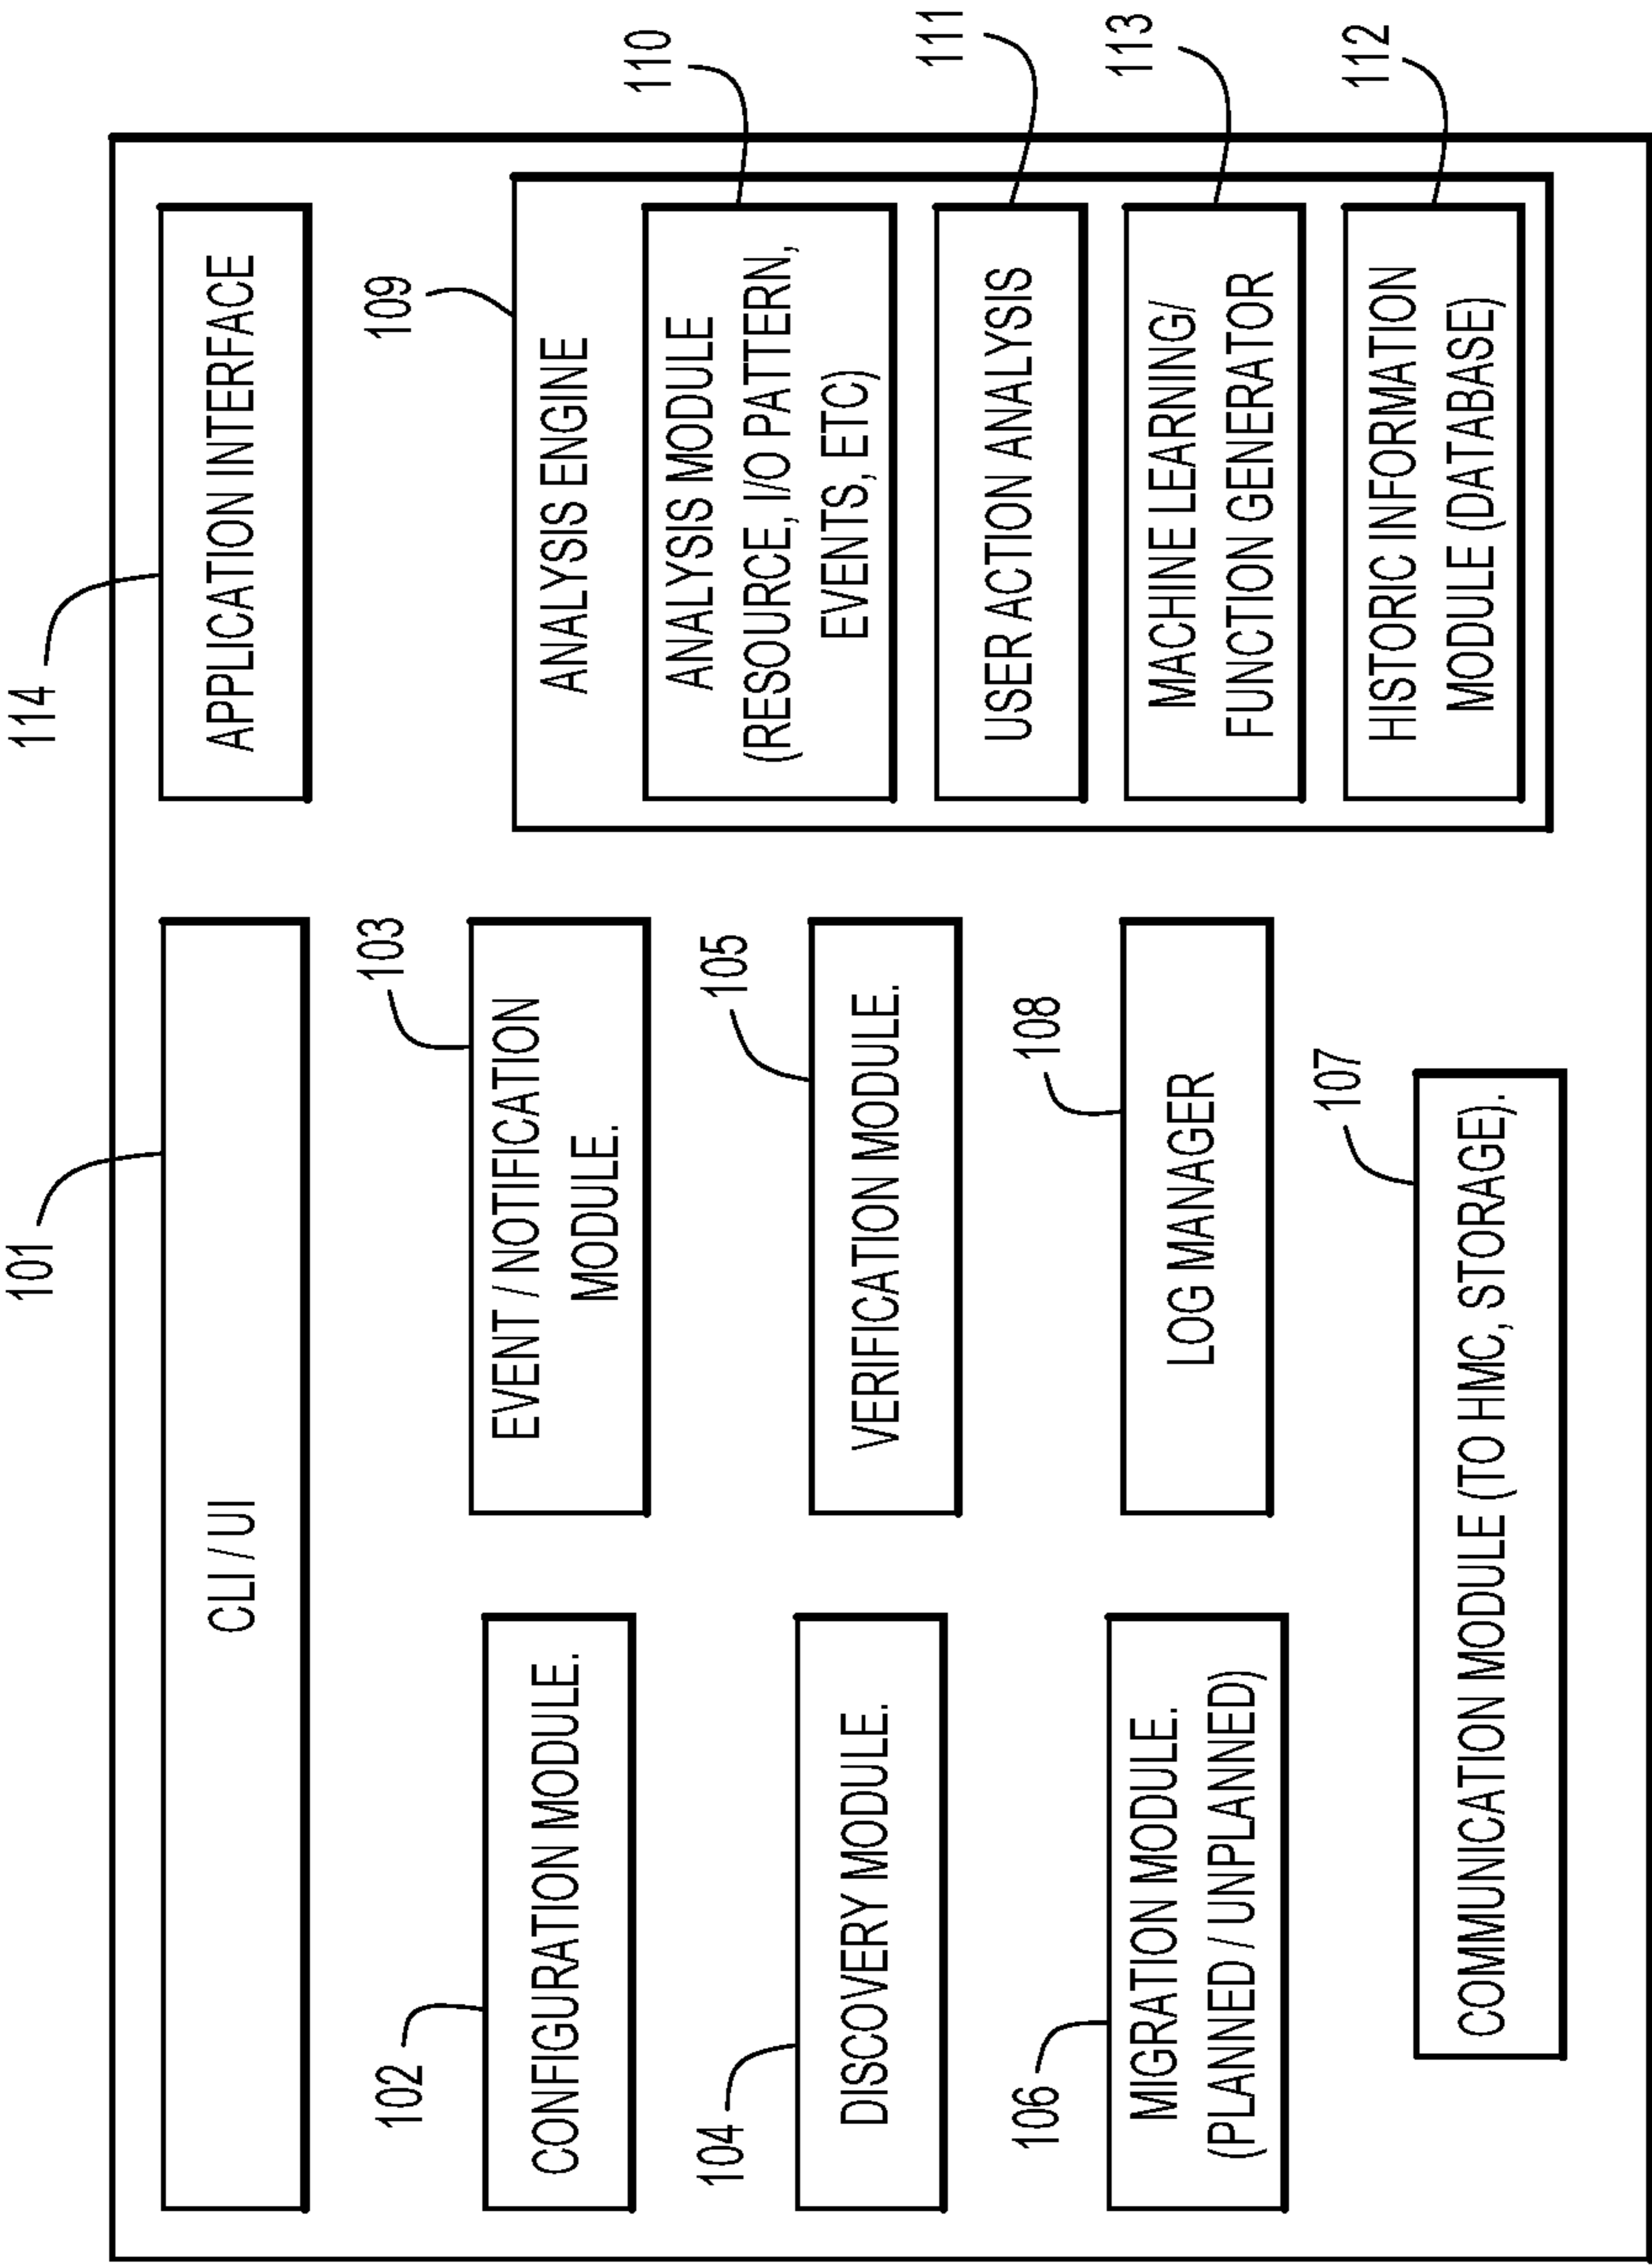 101
114
CLI / UI
APPLICATION INTERFACE
102
CONFIGURATION MODULE.
103
EVENT / NOTIFICATION
MODULE.
109
ANALYSIS ENGINE
110
ANALYSIS MODULE
(RESOURCE, I/O PATTERN,
EVENTS, ETC)
104
DISCOVERY MODULE.
105
VERIFICATION MODULE.
111
USER ACTION ANALYSIS
106
MIGRATION MODULE.
(PLANNED / UNPLANNED)
108
LOG MANAGER
113
MACHINE LEARNING/
FUNCTION GENERATOR
107
COMMUNICATION MODULE (TO HMC, STORAGE).
112
HISTORIC INFORMATION
MODULE (DATABASE)